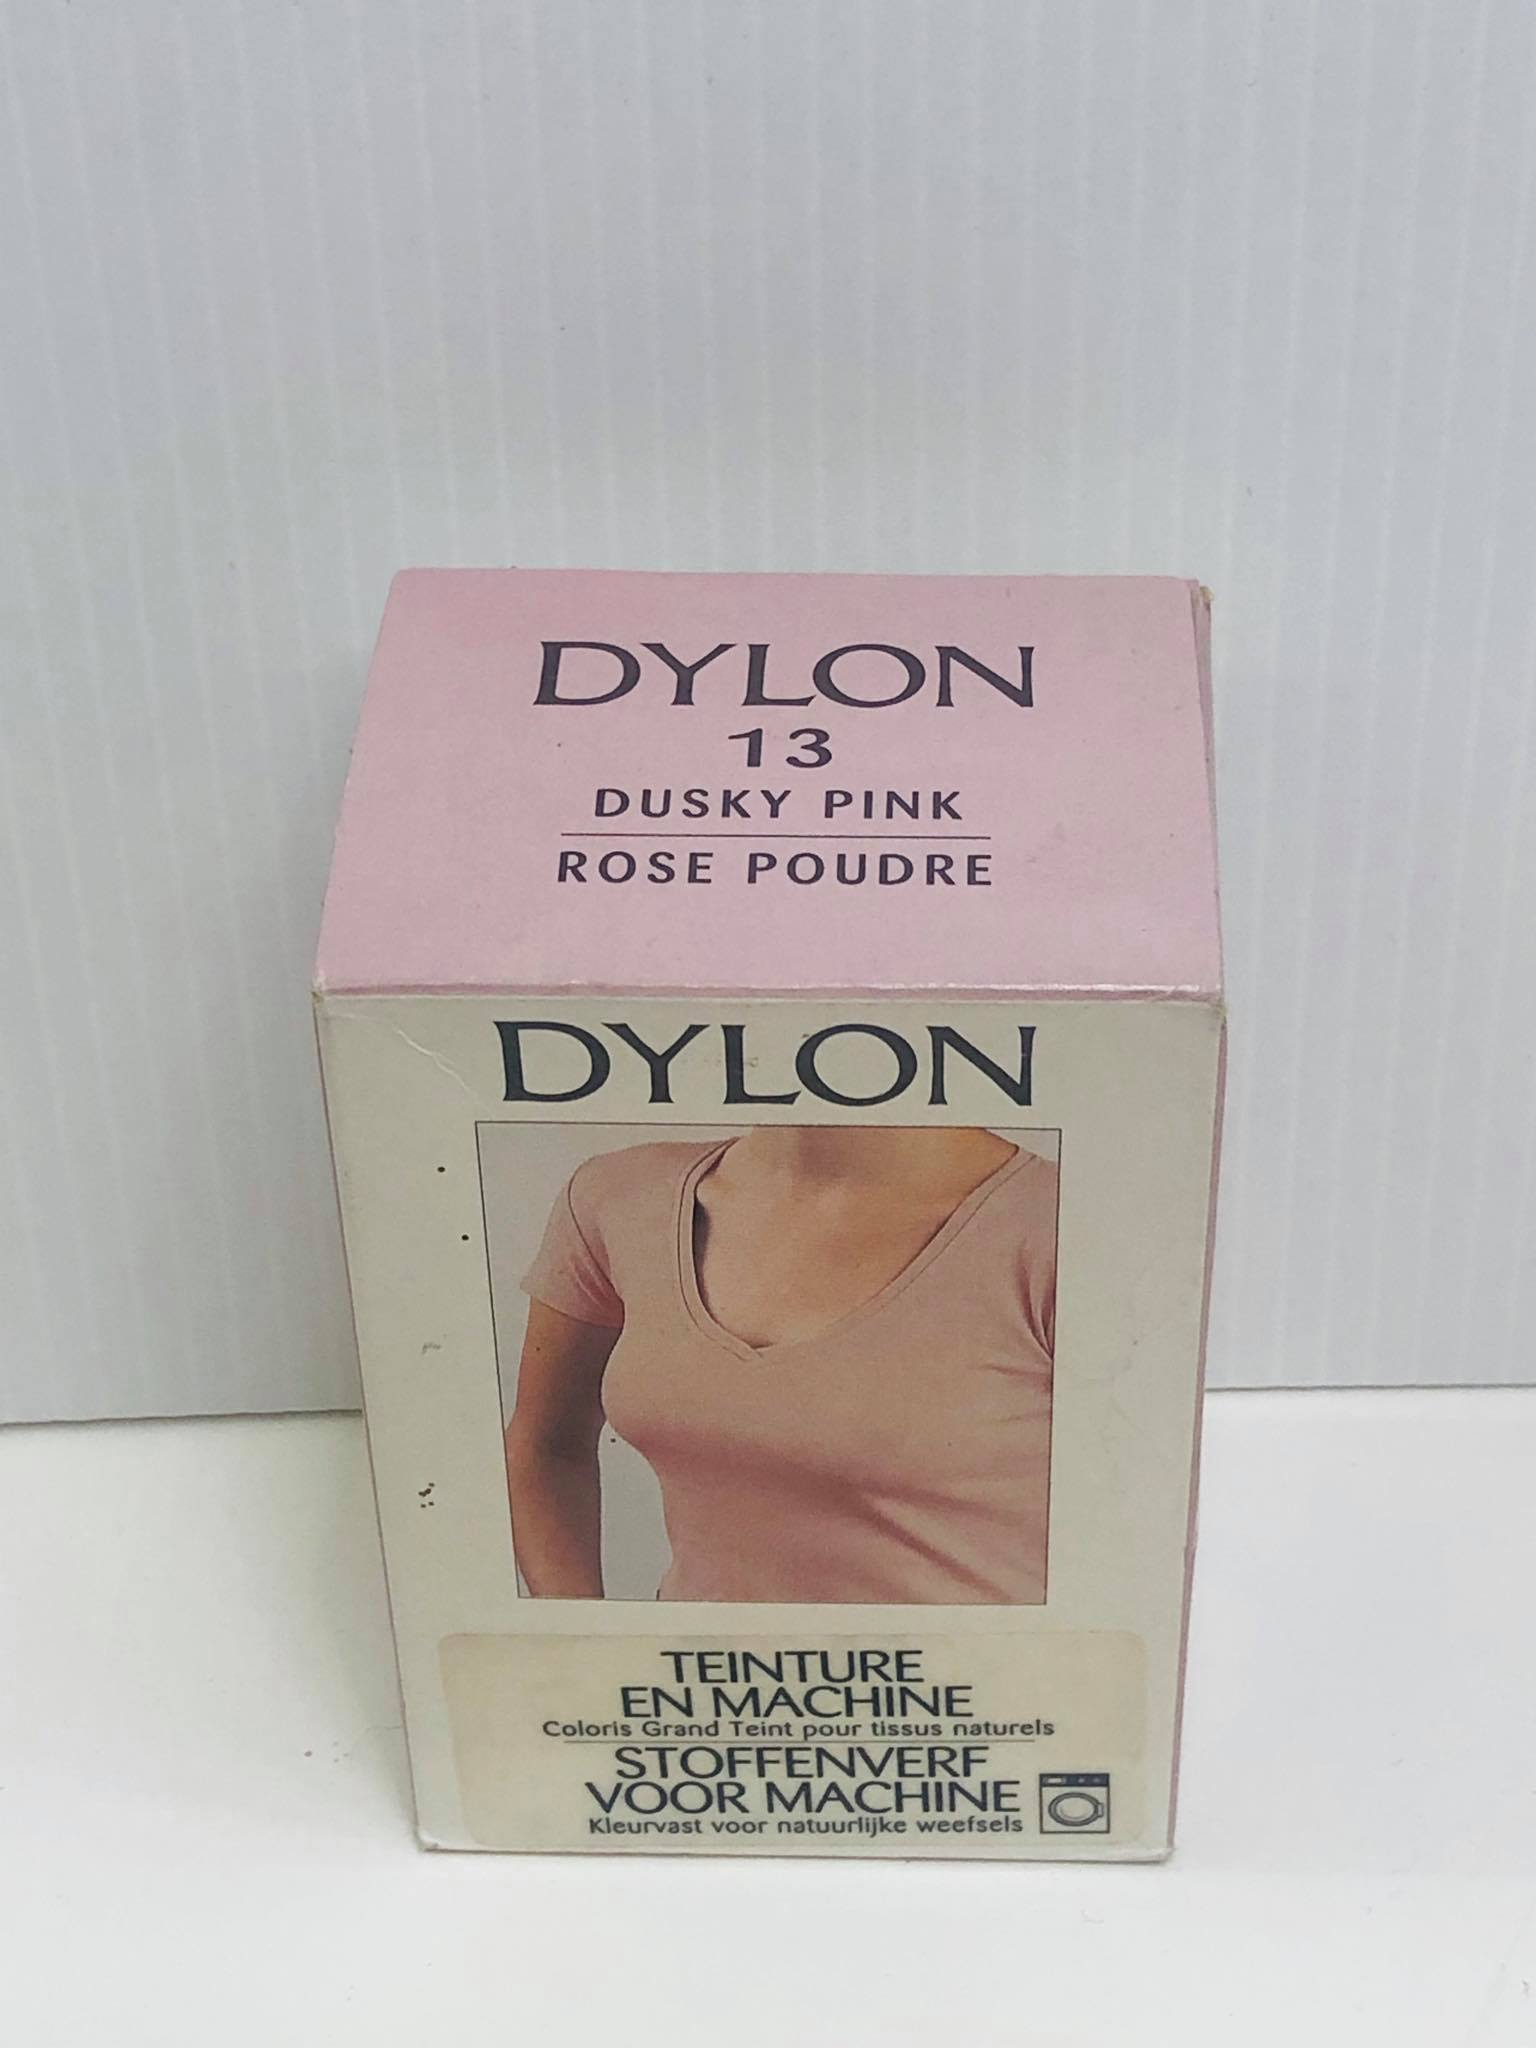 DYLON
13
DUSKY PINK
ROSE POUDRE
DYLON
TEINTURE
EN MACHINE
Coloris Grand Teint pour tissus naturels
STOFFENVERF
VOOR MACHINE
Kleurvast voor natuurlijke weefsels